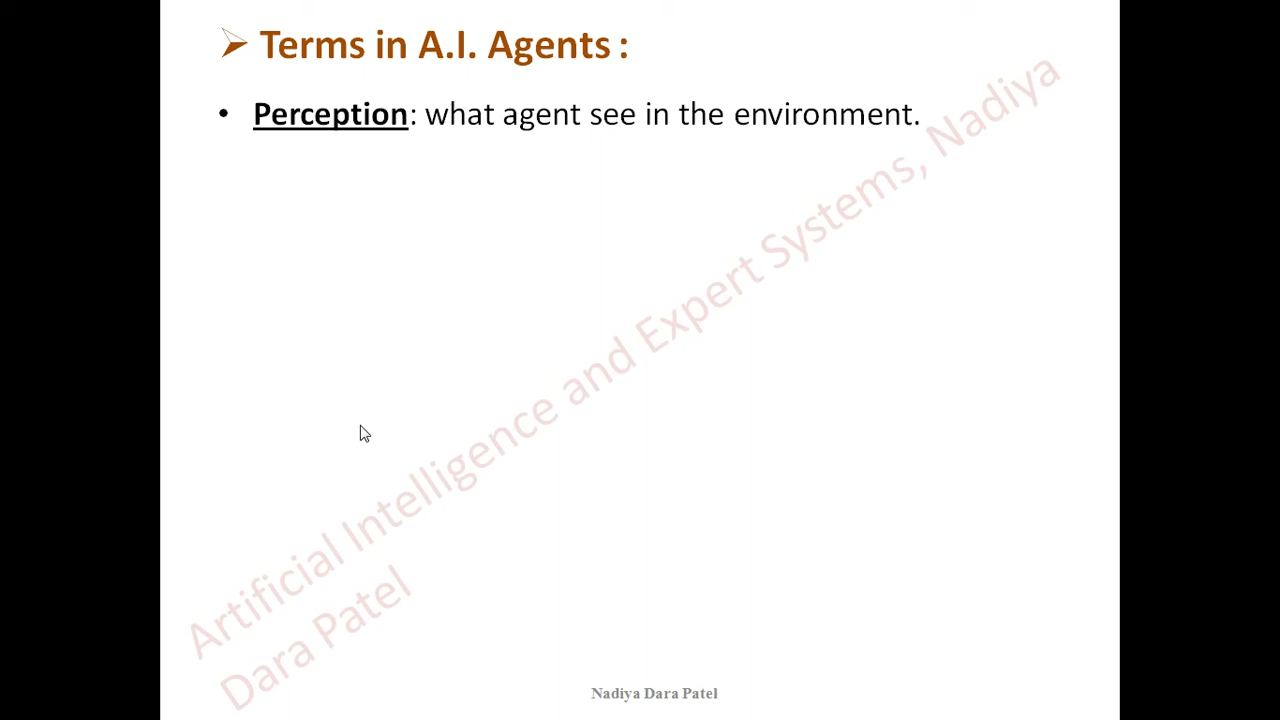 ➢ Terms in A.I. Agents :
• Perception: what agent see in the environment.
Artificial Intelligence and Expert Systems, Nadiya
Dara Patel
Nadiya Dara Patel